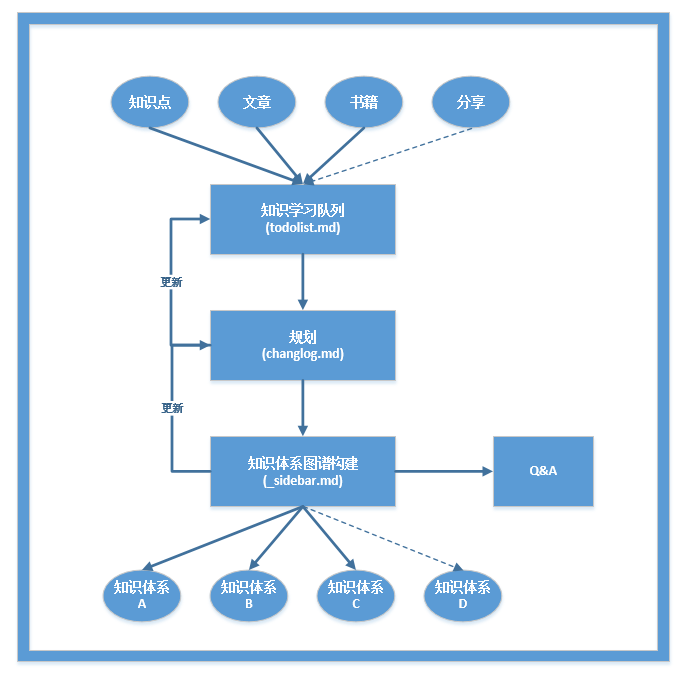 知识点
文章
书籍
分享
知识学习队列
(todolist.md)
更新
规划
(changlog.md)
更新
知识体系图谱构建
(_sidebar.md)
Q&A
知识体系
A
知识体系
B
知识体系
C
知识体系
D